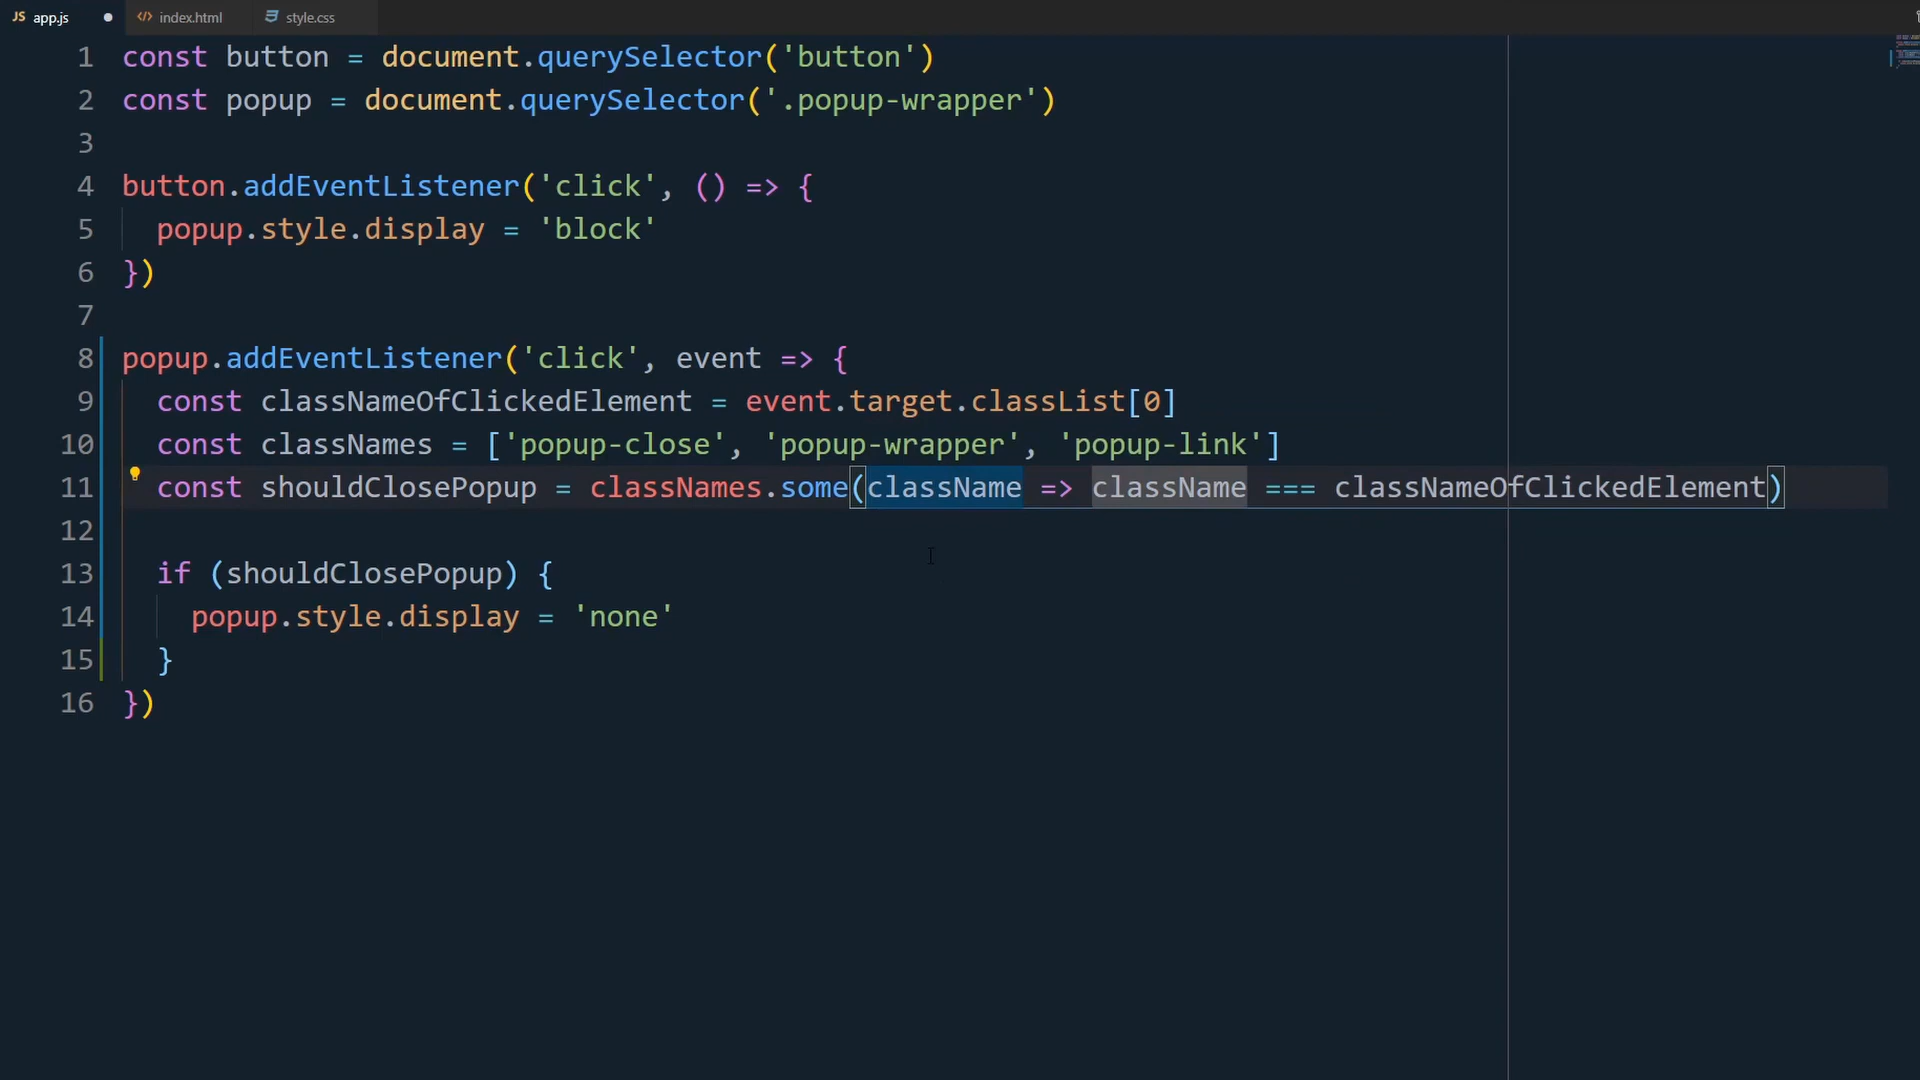 JS app.js ● <> index.html style.css
1 const button = document.querySelector('button')
2 const popup = document.querySelector('.popup-wrapper')
3
4 button.addEventListener('click', () => {
5   popup.style.display = 'block'
6 })
7
8 popup.addEventListener('click', event => {
9   const classNameOfClickedElement = event.target.classList[0]
10   const classNames = ['popup-close', 'popup-wrapper', 'popup-link']
11   const shouldClosePopup = classNames.some(className => className === classNameOfClickedElement)
12
13   if (shouldClosePopup) {
14     popup.style.display = 'none'
15   }
16 })